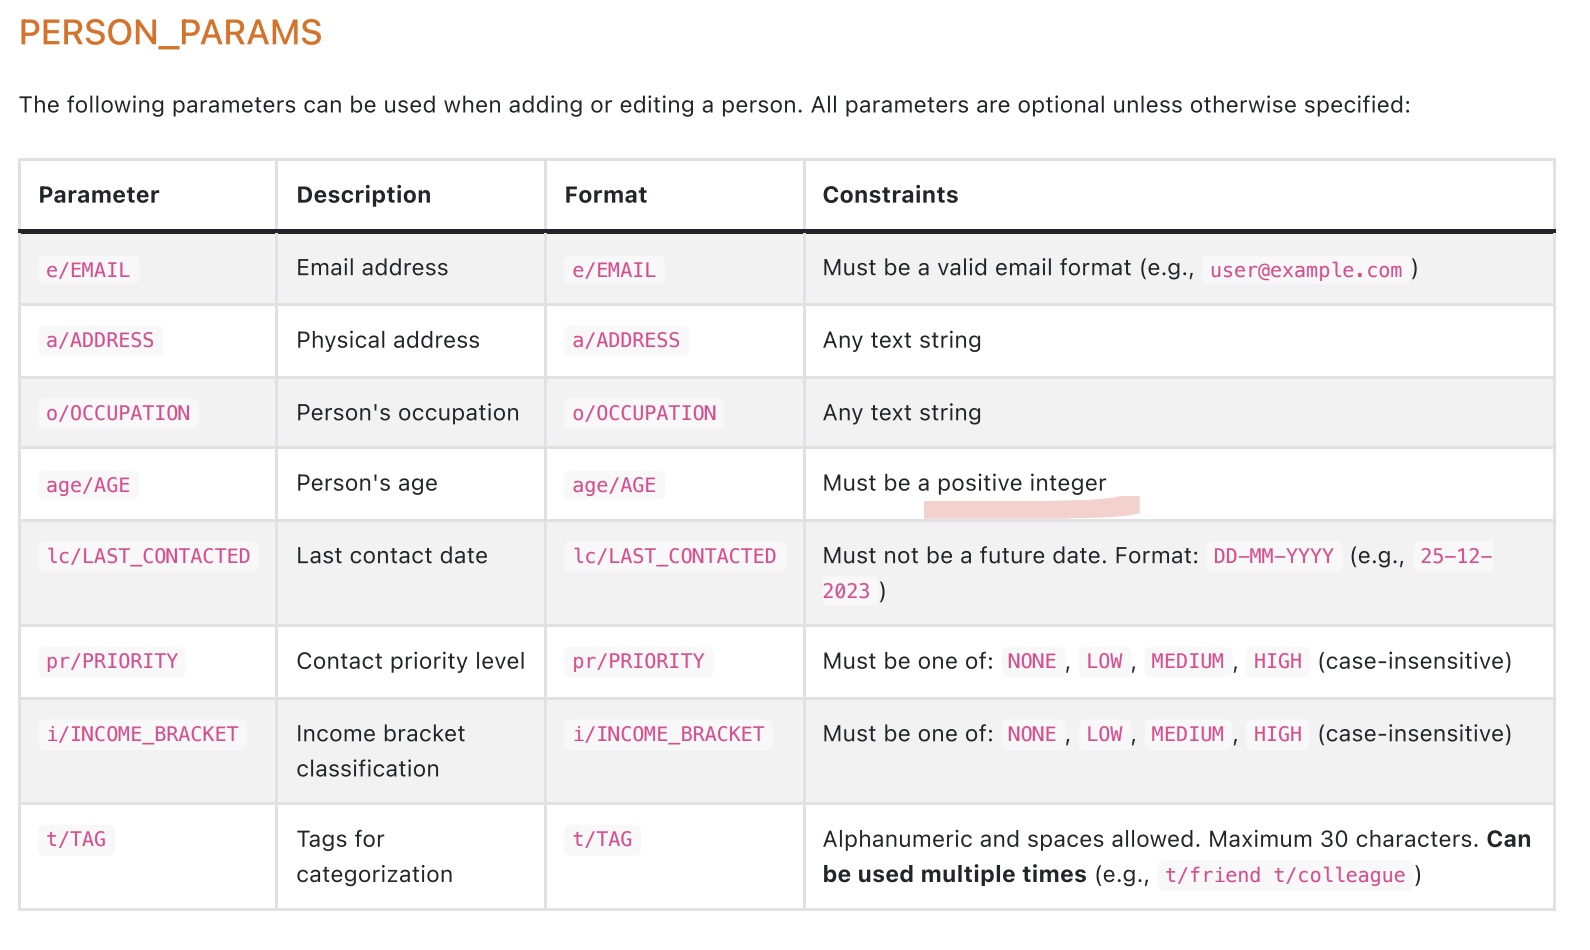 PERSON_PARAMS
The following parameters can be used when adding or editing a person. All parameters are optional unless otherwise specified:
Parameter Description Format Constraints
e/EMAIL Email address e/EMAIL Must be a valid email format (e.g., user@example.com )
a/ADDRESS Physical address a/ADDRESS Any text string
o/OCCUPATION Person's occupation o/OCCUPATION Any text string
age/AGE Person's age age/AGE Must be a positive integer
lc/LAST_CONTACTED Last contact date lc/LAST_CONTACTED Must not be a future date. Format: DD-MM-YYYY (e.g., 25-12-
2023 )
pr/PRIORITY Contact priority level pr/PRIORITY Must be one of: NONE , LOW , MEDIUM , HIGH (case-insensitive)
i/INCOME_BRACKET Income bracket i/INCOME_BRACKET Must be one of: NONE , LOW , MEDIUM , HIGH (case-insensitive)
classification
t/TAG Tags for t/TAG Alphanumeric and spaces allowed. Maximum 30 characters. Can
categorization be used multiple times (e.g., t/friend t/colleague )